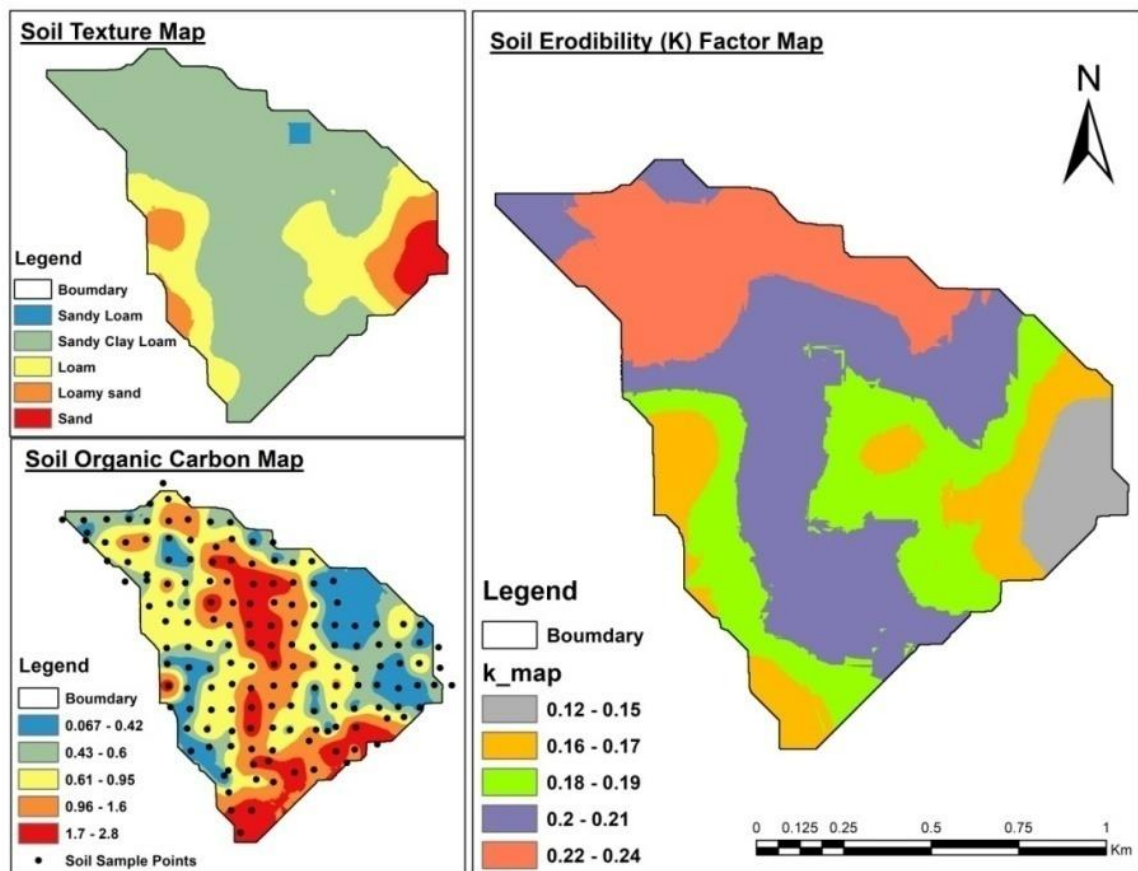 Soil Texture Map
Legend
Boumdary
Sandy Loam
Sandy Clay Loam
Loam
Loamy sand
Sand
Soil Organic Carbon Map
Legend
Boundary
0.067 - 0.42
0.43 - 0.6
0.61 - 0.95
0.96 - 1.6
1.7 - 2.8
Soil Sample Points
Soil Erodibility (K) Factor Map
N
Legend
Boumdary
k_map
0.12 - 0.15
0.16 - 0.17
0.18 - 0.19
0.2 - 0.21
0.22 - 0.24
0 0.125 0.25 0.5 0.75 1
Km